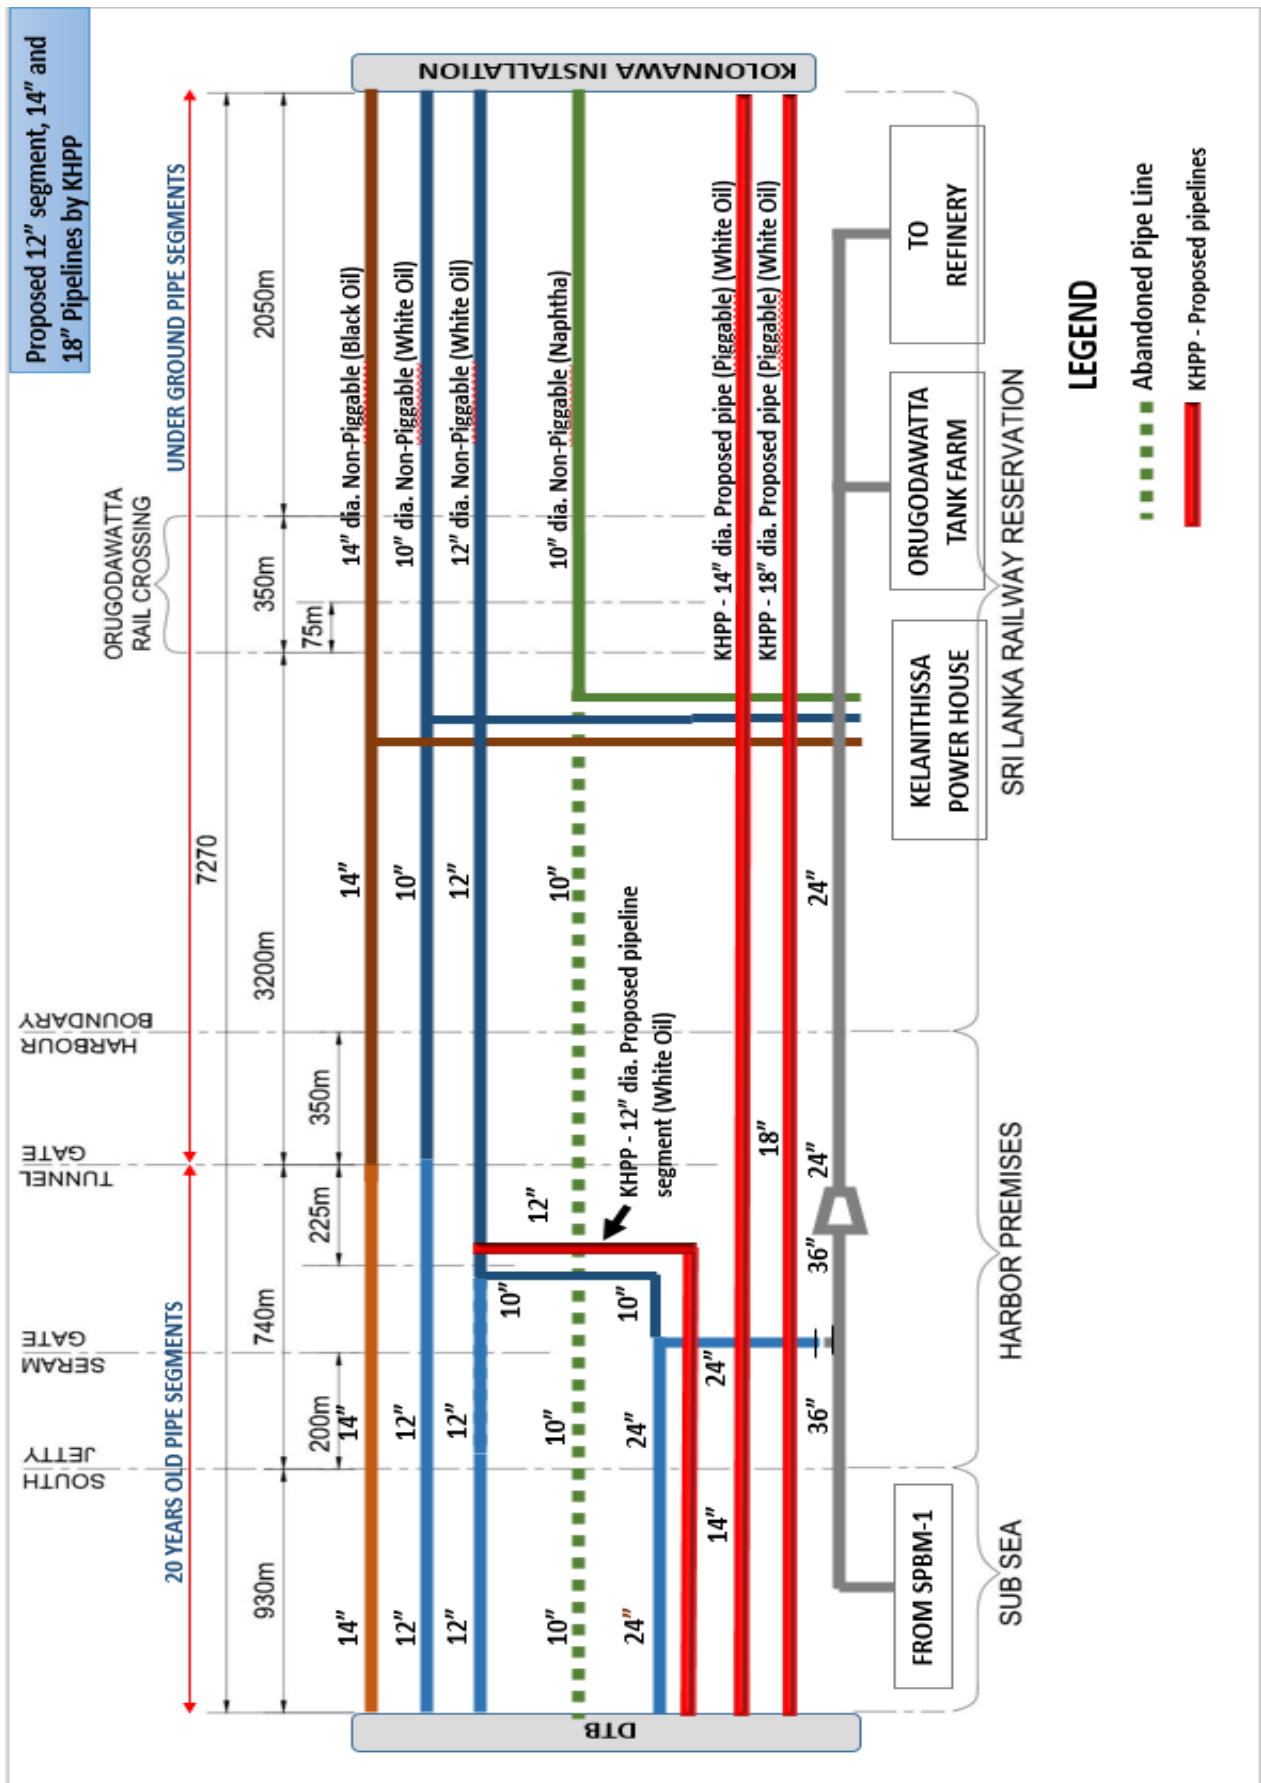 Proposed 12” segment, 14” and
18” Pipelines by KHPP
20 YEARS OLD PIPE SEGMENTS
UNDER GROUND PIPE SEGMENTS
SOUTH
JETTY
SERAM
GATE
TUNNEL
GATE
HARBOUR
BOUNDARY
ORUGODAWATTA
RAIL CROSSING
7270
930m
740m
3200m
350m
2050m
200m
225m
350m
75m
DTB
KOLONNAWA INSTALLATION
14”
14”
14”
14” dia. Non-Piggable (Black Oil)
12”
12”
10”
10” dia. Non-Piggable (White Oil)
12”
12”
12”
12” dia. Non-Piggable (White Oil)
10”
12”
10”
10”
10”
10” dia. Non-Piggable (Naphtha)
24”
24”
10”
KHPP - 12” dia. Proposed pipeline
segment (White Oil)
14”
24”
KHPP - 14” dia. Proposed pipe (Piggable) (White Oil)
18”
KHPP - 18” dia. Proposed pipe (Piggable) (White Oil)
36”
36”
24”
24”
FROM SPBM-1
KELANITHISSA
POWER HOUSE
ORUGODAWATTA
TANK FARM
TO
REFINERY
SUB SEA
HARBOR PREMISES
SRI LANKA RAILWAY RESERVATION
LEGEND
Abandoned Pipe Line
KHPP - Proposed pipelines